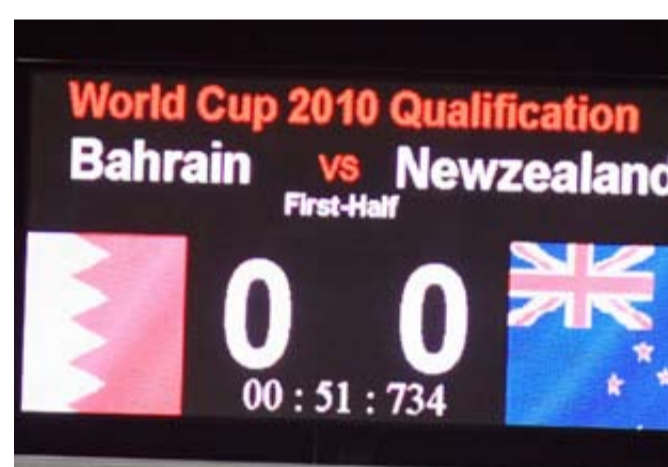 World Cup 2010 Qualification
Bahrain vs Newzealand
First-Half
0 0
00 : 51 : 734